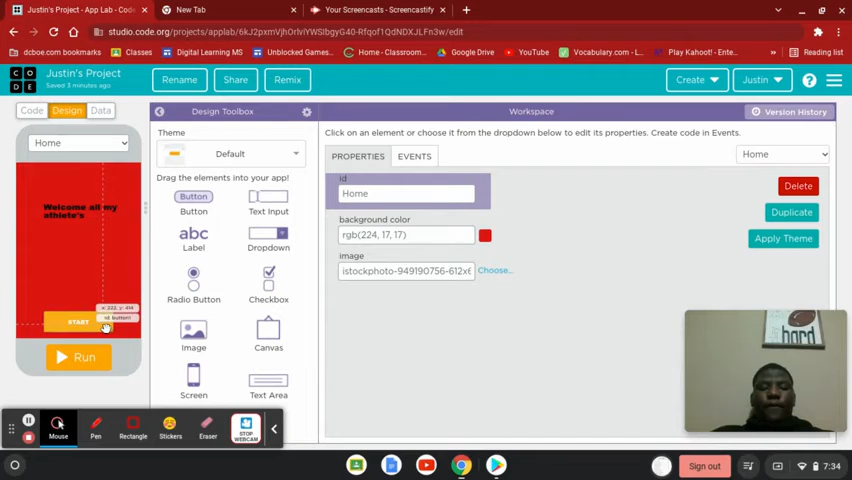 Justin's Project - App Lab - Cod
New Tab
Your Screencasts - Screencastify
studio.code.org/projects/applab/6kJ2pxmVjhOrlviYWSlbgyG40-Rfqof1QdNDXJLFn3w/edit
dcboe.com bookmarks
Classes
Digital Learning MS
Unblocked Games...
Home - Classroom...
Google Drive
YouTube
Vocabulary.com - L...
Play Kahoot! - Ente...
»
Reading list
CODE
Justin's Project
Saved 3 minutes ago
Rename
Share
Remix
Create
Justin
?
Code
Design
Data
Design Toolbox
Workspace
Version History
Home
Theme
Default
Drag the elements into your app!
Button
Button
Text Input
abc
Label
Dropdown
Radio Button
Checkbox
Image
Canvas
Screen
Text Area
Click on an element or choose it from the dropdown below to edit its properties. Create code in Events.
PROPERTIES
EVENTS
Home
id
Home
background color
rgb(224, 17, 17)
image
istockphoto-949190756-612x6
Choose...
Delete
Duplicate
Apply Theme
Welcome all my
athlete's
x: 222, y: 414
id: button1
START
Run
hard
Mouse
Pen
Rectangle
Stickers
Eraser
STOP
WEBCAM
Sign out
7:34